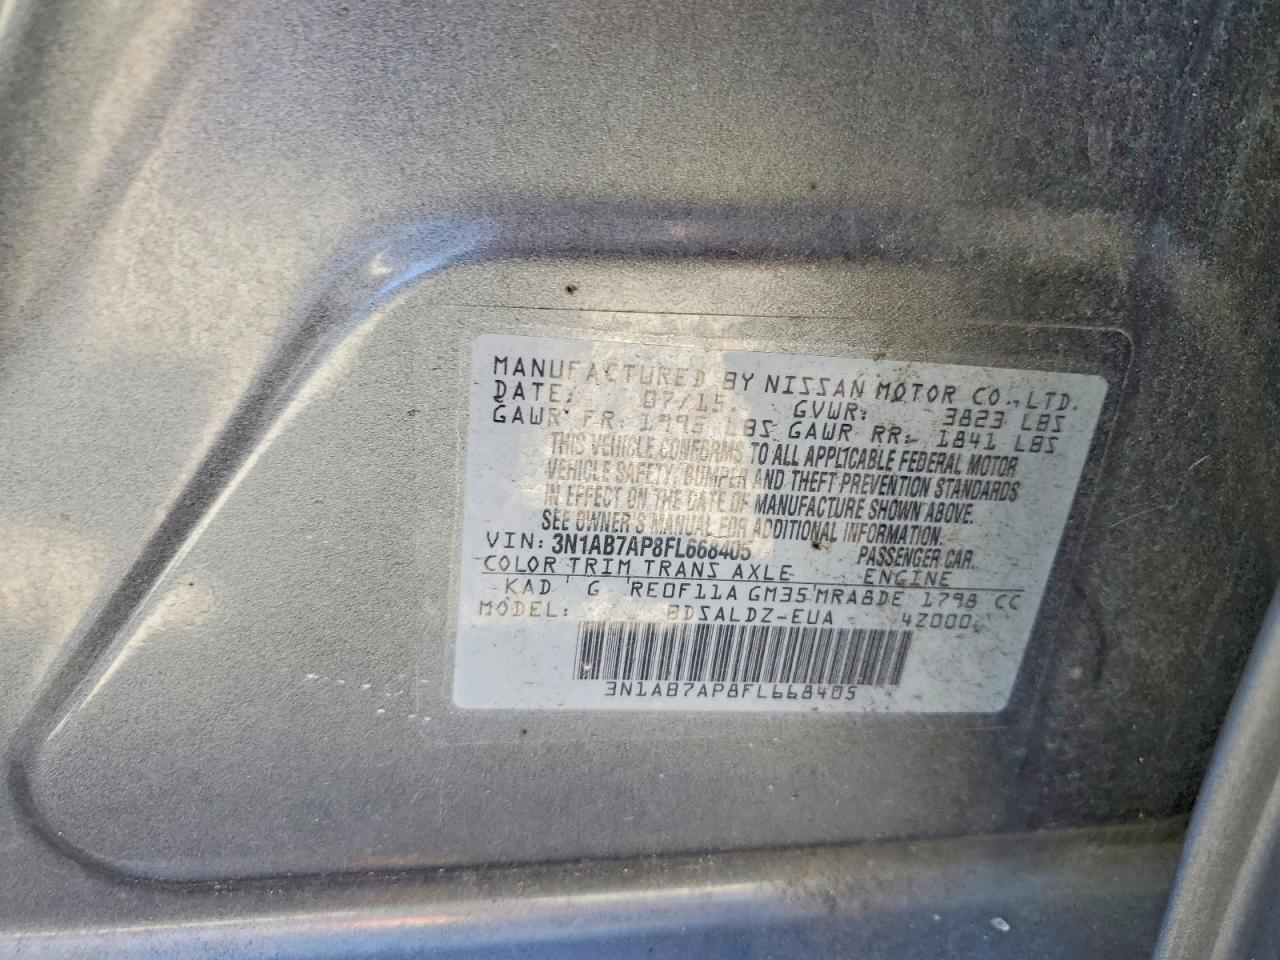 MANUFACTURED BY NISSAN MOTOR CO., LTD.
DATE: 07/15. GVWR: 3823 LBS
GAWR FR: 1993 LBS GAWR RR: 1841 LBS
THIS VEHICLE CONFORMS TO ALL APPLICABLE FEDERAL MOTOR
VEHICLE SAFETY, BUMPER AND THEFT PREVENTION STANDARDS
IN EFFECT ON THE DATE OF MANUFACTURE SHOWN ABOVE.
SEE OWNER'S MANUAL FOR ADDITIONAL INFORMATION.
VIN: 3N1AB7AP8FL668405 PASSENGER CAR.
COLOR TRIM TRANS AXLE ENGINE
KAD G RE0F11A GM35 MRA8DE 1798 CC
MODEL: BDSALDZ-EUA 4Z000
3N1AB7AP8FL668405